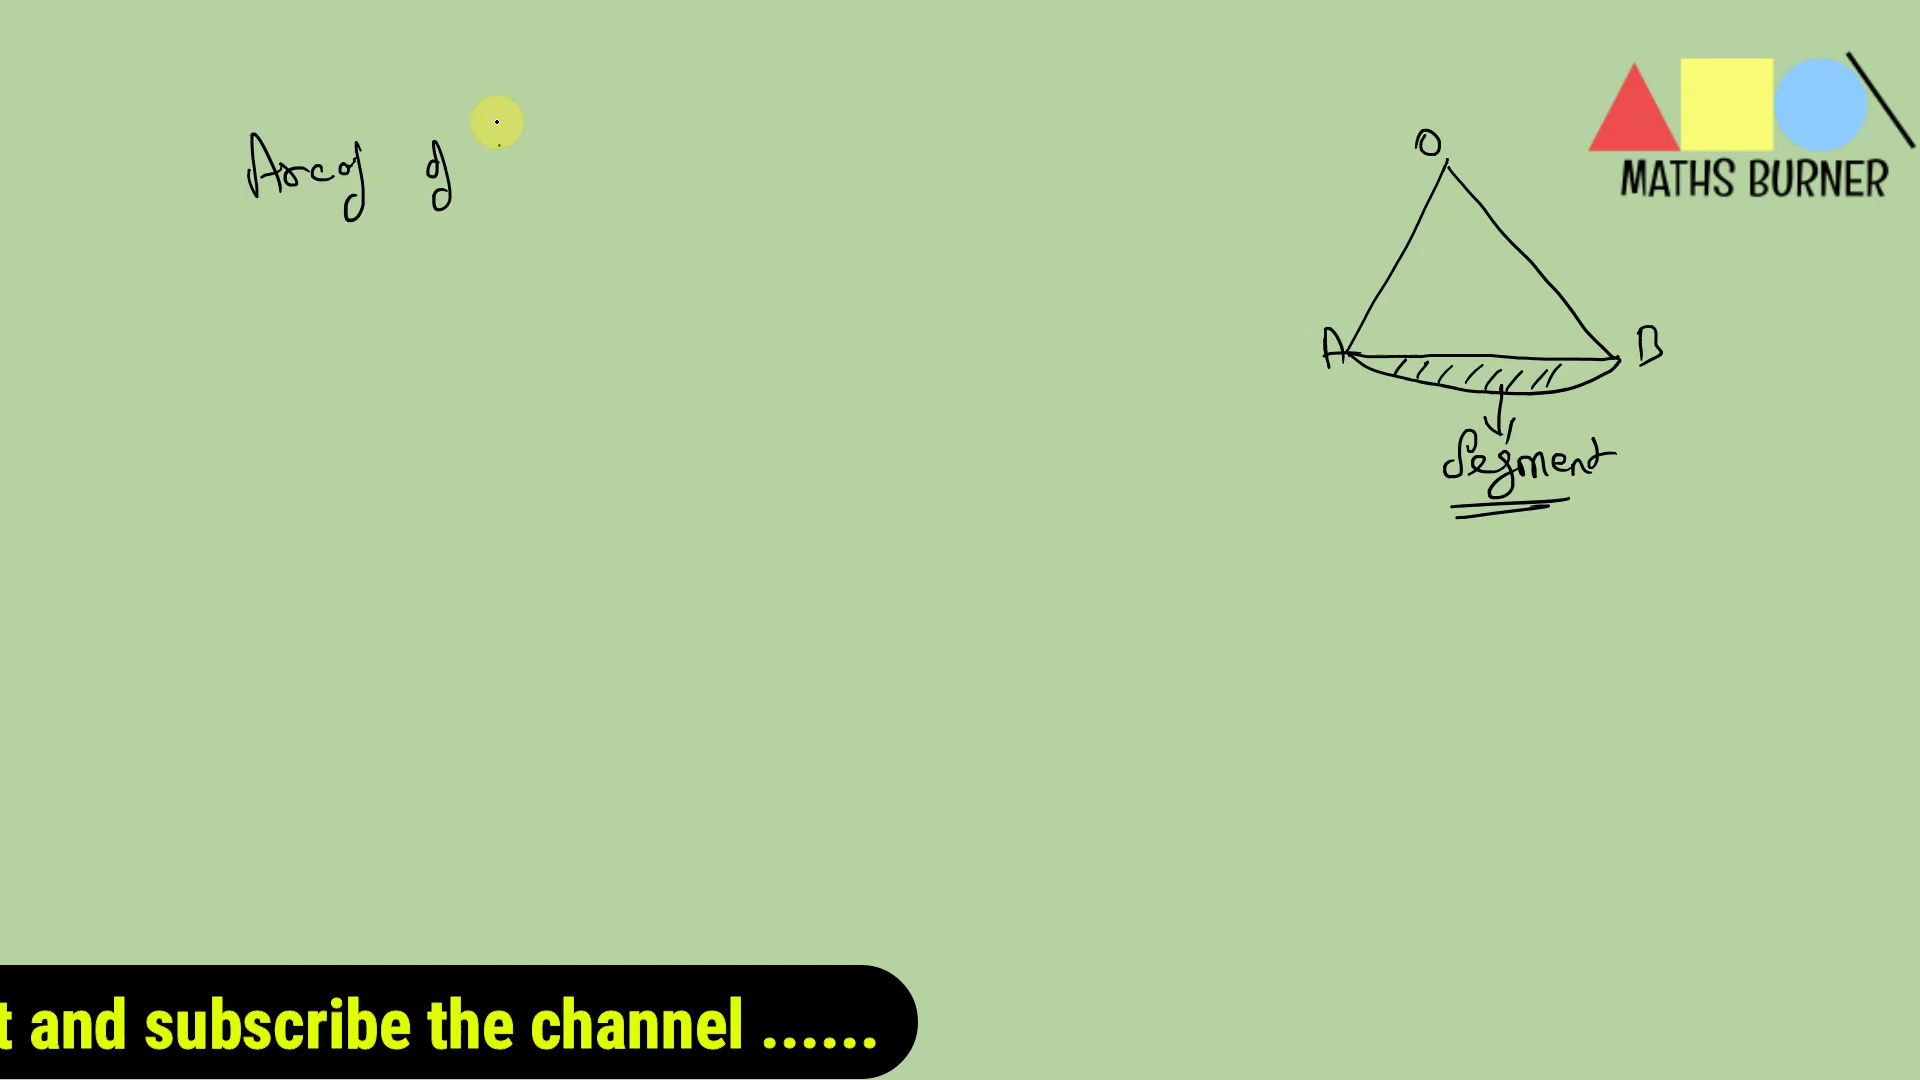 Area of
O
MATHS BURNER
A
B
Segment
t and subscribe the channel ......